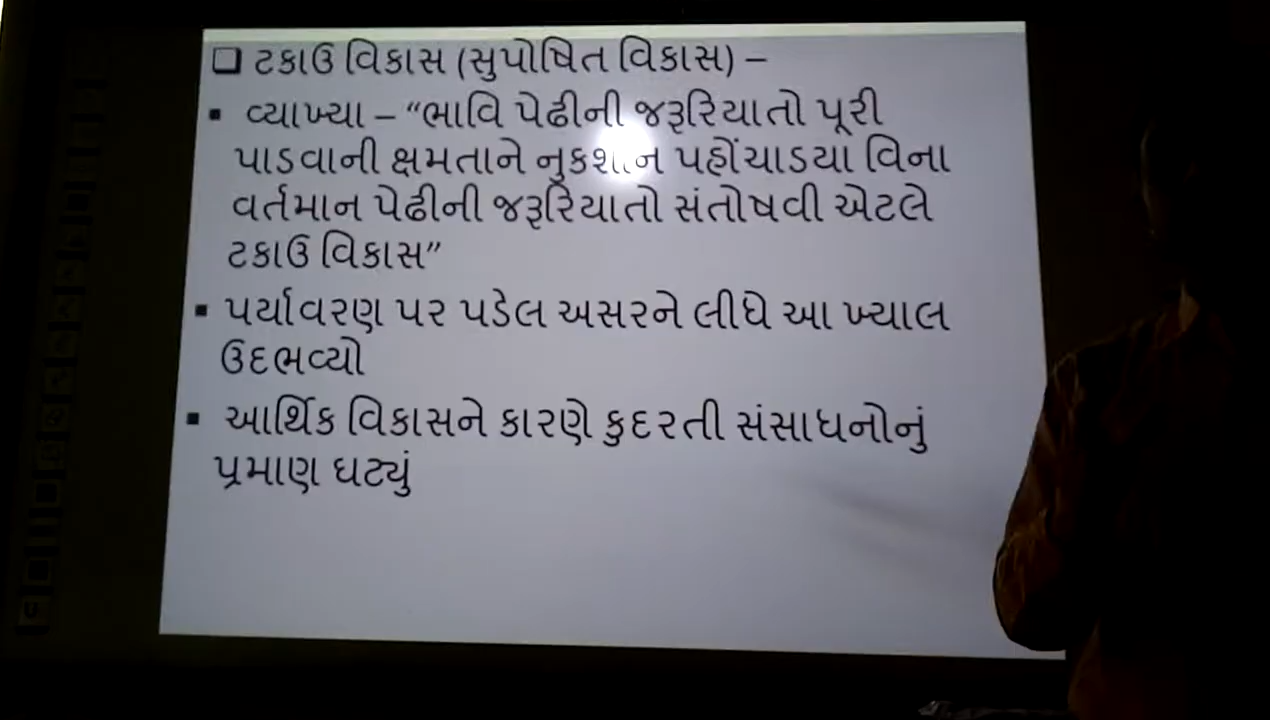 ❑ ટકાઉ વિકાસ (સુપોષિત વિકાસ) –
▪ વ્યાખ્યા – “ભાવિ પેઢીની જરૂરિયાતો પૂરી
પાડવાની ક્ષમતાને નુકશાન પહોંચાડયા વિના
વર્તમાન પેઢીની જરૂરિયાતો સંતોષવી એટલે
ટકાઉ વિકાસ”
▪ પર્યાવરણ પર પડેલ અસરને લીધે આ ખ્યાલ
ઉદભવ્યો
▪ આર્થિક વિકાસને કારણે કુદરતી સંસાધનોનું
પ્રમાણ ઘટ્યું